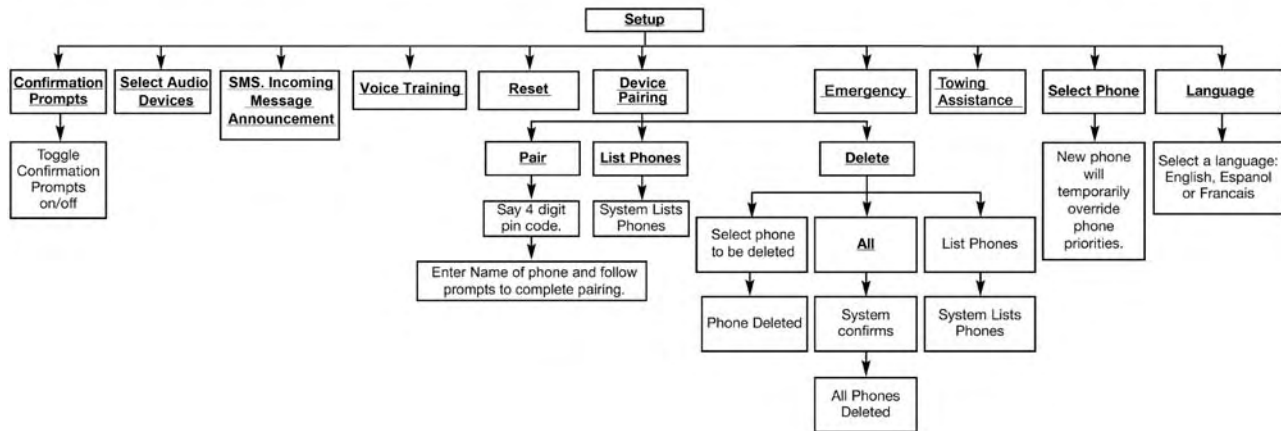 Setup
Confirmation
Prompts
Select Audio
Devices
SMS. Incoming
Message
Announcement
Voice Training
Reset
Device
Pairing
Emergency
Towing
Assistance
Select Phone
Language
Toggle
Confirmation
Prompts
on/off
Pair
List Phones
Delete
New phone
will
temporarily
override
phone
priorities.
Select a language:
English, Espanol
or Francais
Say 4 digit
pin code.
System Lists
Phones
Select phone
to be deleted
All
List Phones
Enter Name of phone and follow
prompts to complete pairing.
Phone Deleted
System
confirms
System Lists
Phones
All Phones
Deleted